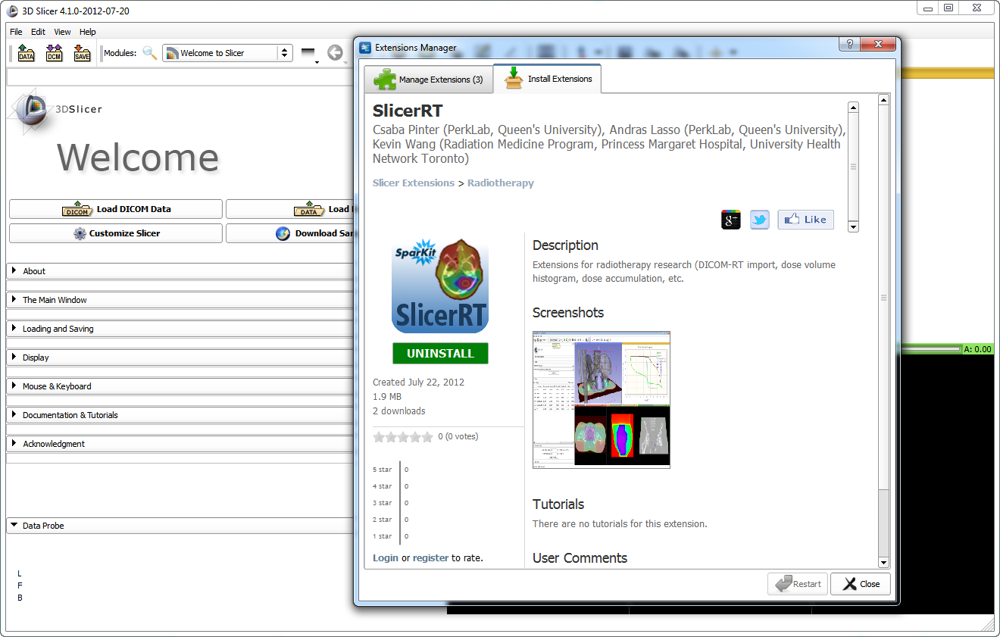 3D Slicer 4.1.0-2012-07-20
File Edit View Help
DATA DCM SAVE Modules: Welcome to Slicer
3DSlicer
Welcome
DICOM Load DICOM Data
DATA Load
Customize Slicer
Download Sa
About
The Main Window
Loading and Saving
Display
Mouse & Keyboard
Documentation & Tutorials
Acknowledgment
Data Probe
L
F
B
Extensions Manager
Manage Extensions (3)
Install Extensions
SlicerRT
Csaba Pinter (PerkLab, Queen's University), Andras Lasso (PerkLab, Queen's University),
Kevin Wang (Radiation Medicine Program, Princess Margaret Hospital, University Health
Network Toronto)
Slicer Extensions > Radiotherapy
g+
Like
SparKit
SlicerRT
UNINSTALL
Created July 22, 2012
1.9 MB
2 downloads
0 (0 votes)
5 star 0
4 star 0
3 star 0
2 star 0
1 star 0
Login or register to rate.
Description
Extensions for radiotherapy research (DICOM-RT import, dose volume
histogram, dose accumulation, etc.
Screenshots
Tutorials
There are no tutorials for this extension.
User Comments
Restart
Close
A: 0.00